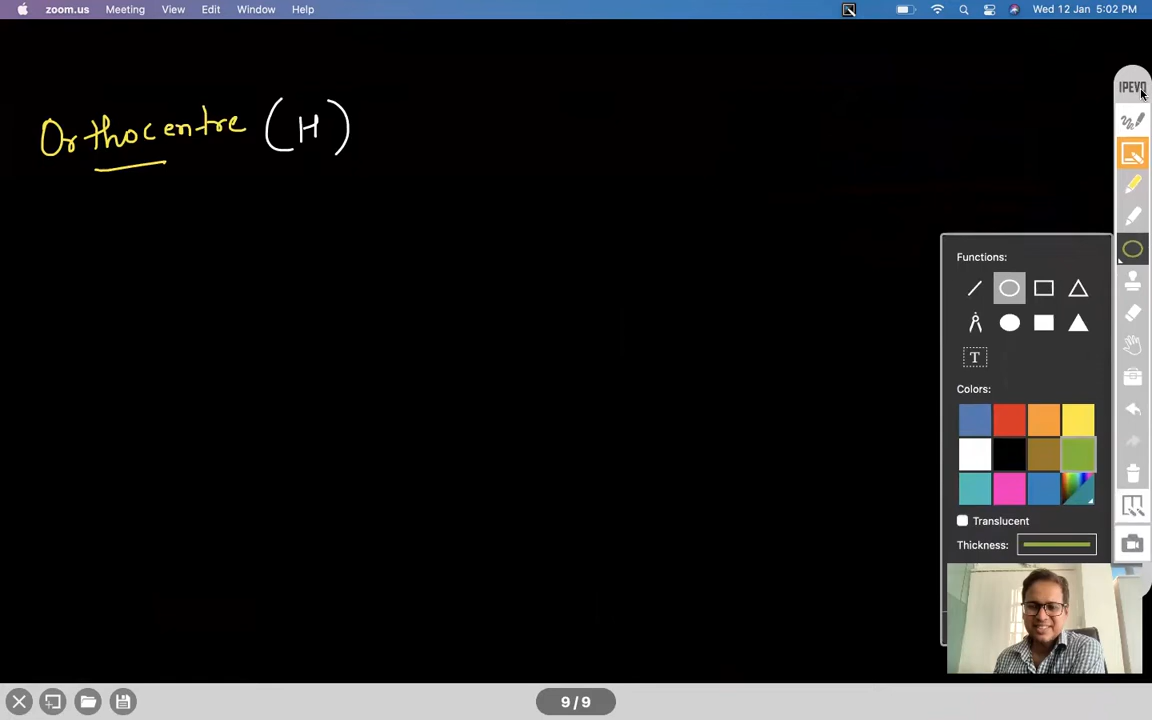 zoom.us Meeting View Edit Window Help Wed 12 Jan 5:02 PM
IPEVO
Orthocentre (H)
Functions:
T
Colors:
Translucent
Thickness:
9/9